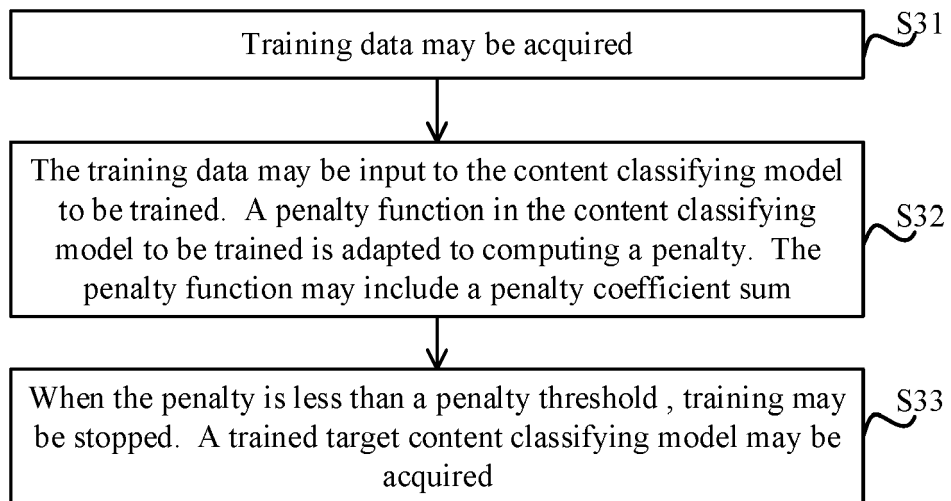 Training data may be acquired
S31
The training data may be input to the content classifying model
to be trained. A penalty function in the content classifying
model to be trained is adapted to computing a penalty. The
penalty function may include a penalty coefficient sum
S32
When the penalty is less than a penalty threshold , training may
be stopped. A trained target content classifying model may be
acquired
S33